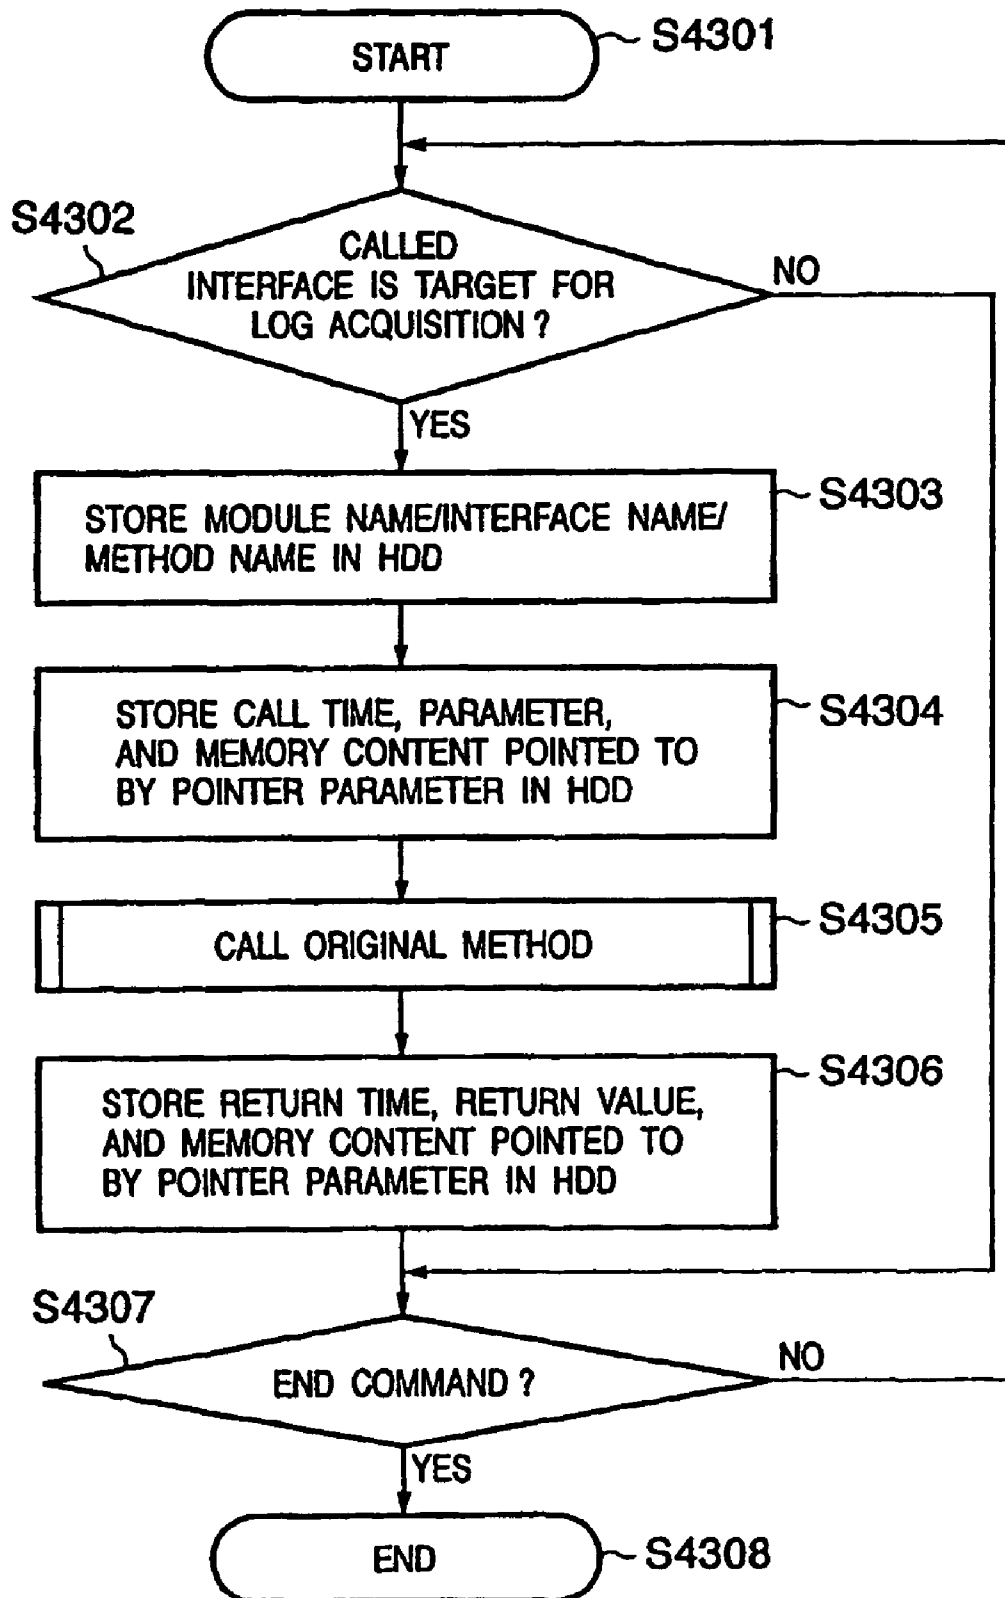 START
S4301
S4302
CALLED
INTERFACE IS TARGET FOR
LOG ACQUISITION ?
NO
YES
STORE MODULE NAME/INTERFACE NAME/
METHOD NAME IN HDD
S4303
STORE CALL TIME, PARAMETER,
AND MEMORY CONTENT POINTED TO
BY POINTER PARAMETER IN HDD
S4304
CALL ORIGINAL METHOD
S4305
STORE RETURN TIME, RETURN VALUE,
AND MEMORY CONTENT POINTED TO
BY POINTER PARAMETER IN HDD
S4306
S4307
END COMMAND ?
NO
YES
END
S4308